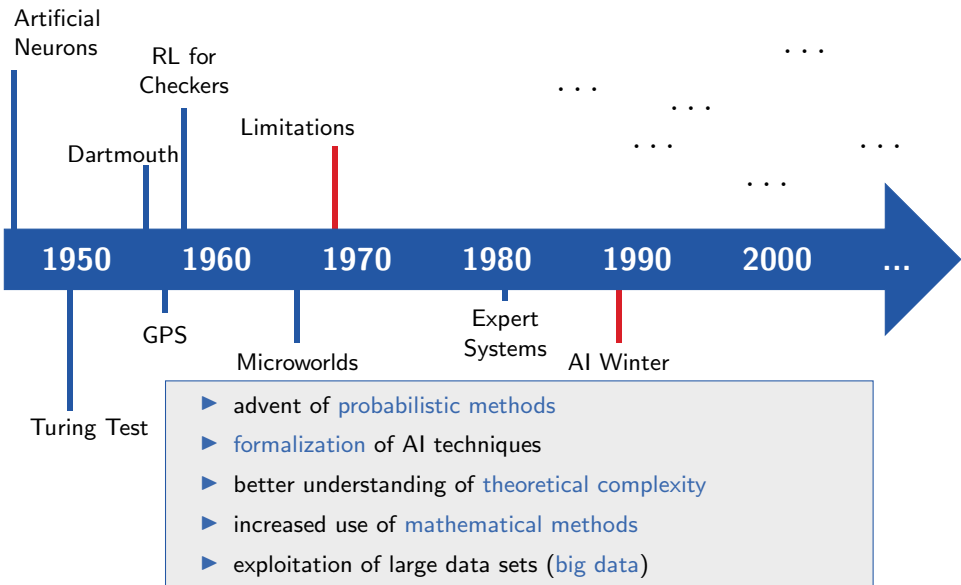 Artificial
Neurons
RL for
Checkers
Limitations
Dartmouth
. . .
. . .
. . .
. . .
. . .
. . .
1950 1960 1970 1980 1990 2000 ...
GPS
Microworlds
Expert
Systems
AI Winter
Turing Test
► advent of probabilistic methods
► formalization of AI techniques
► better understanding of theoretical complexity
► increased use of mathematical methods
► exploitation of large data sets (big data)